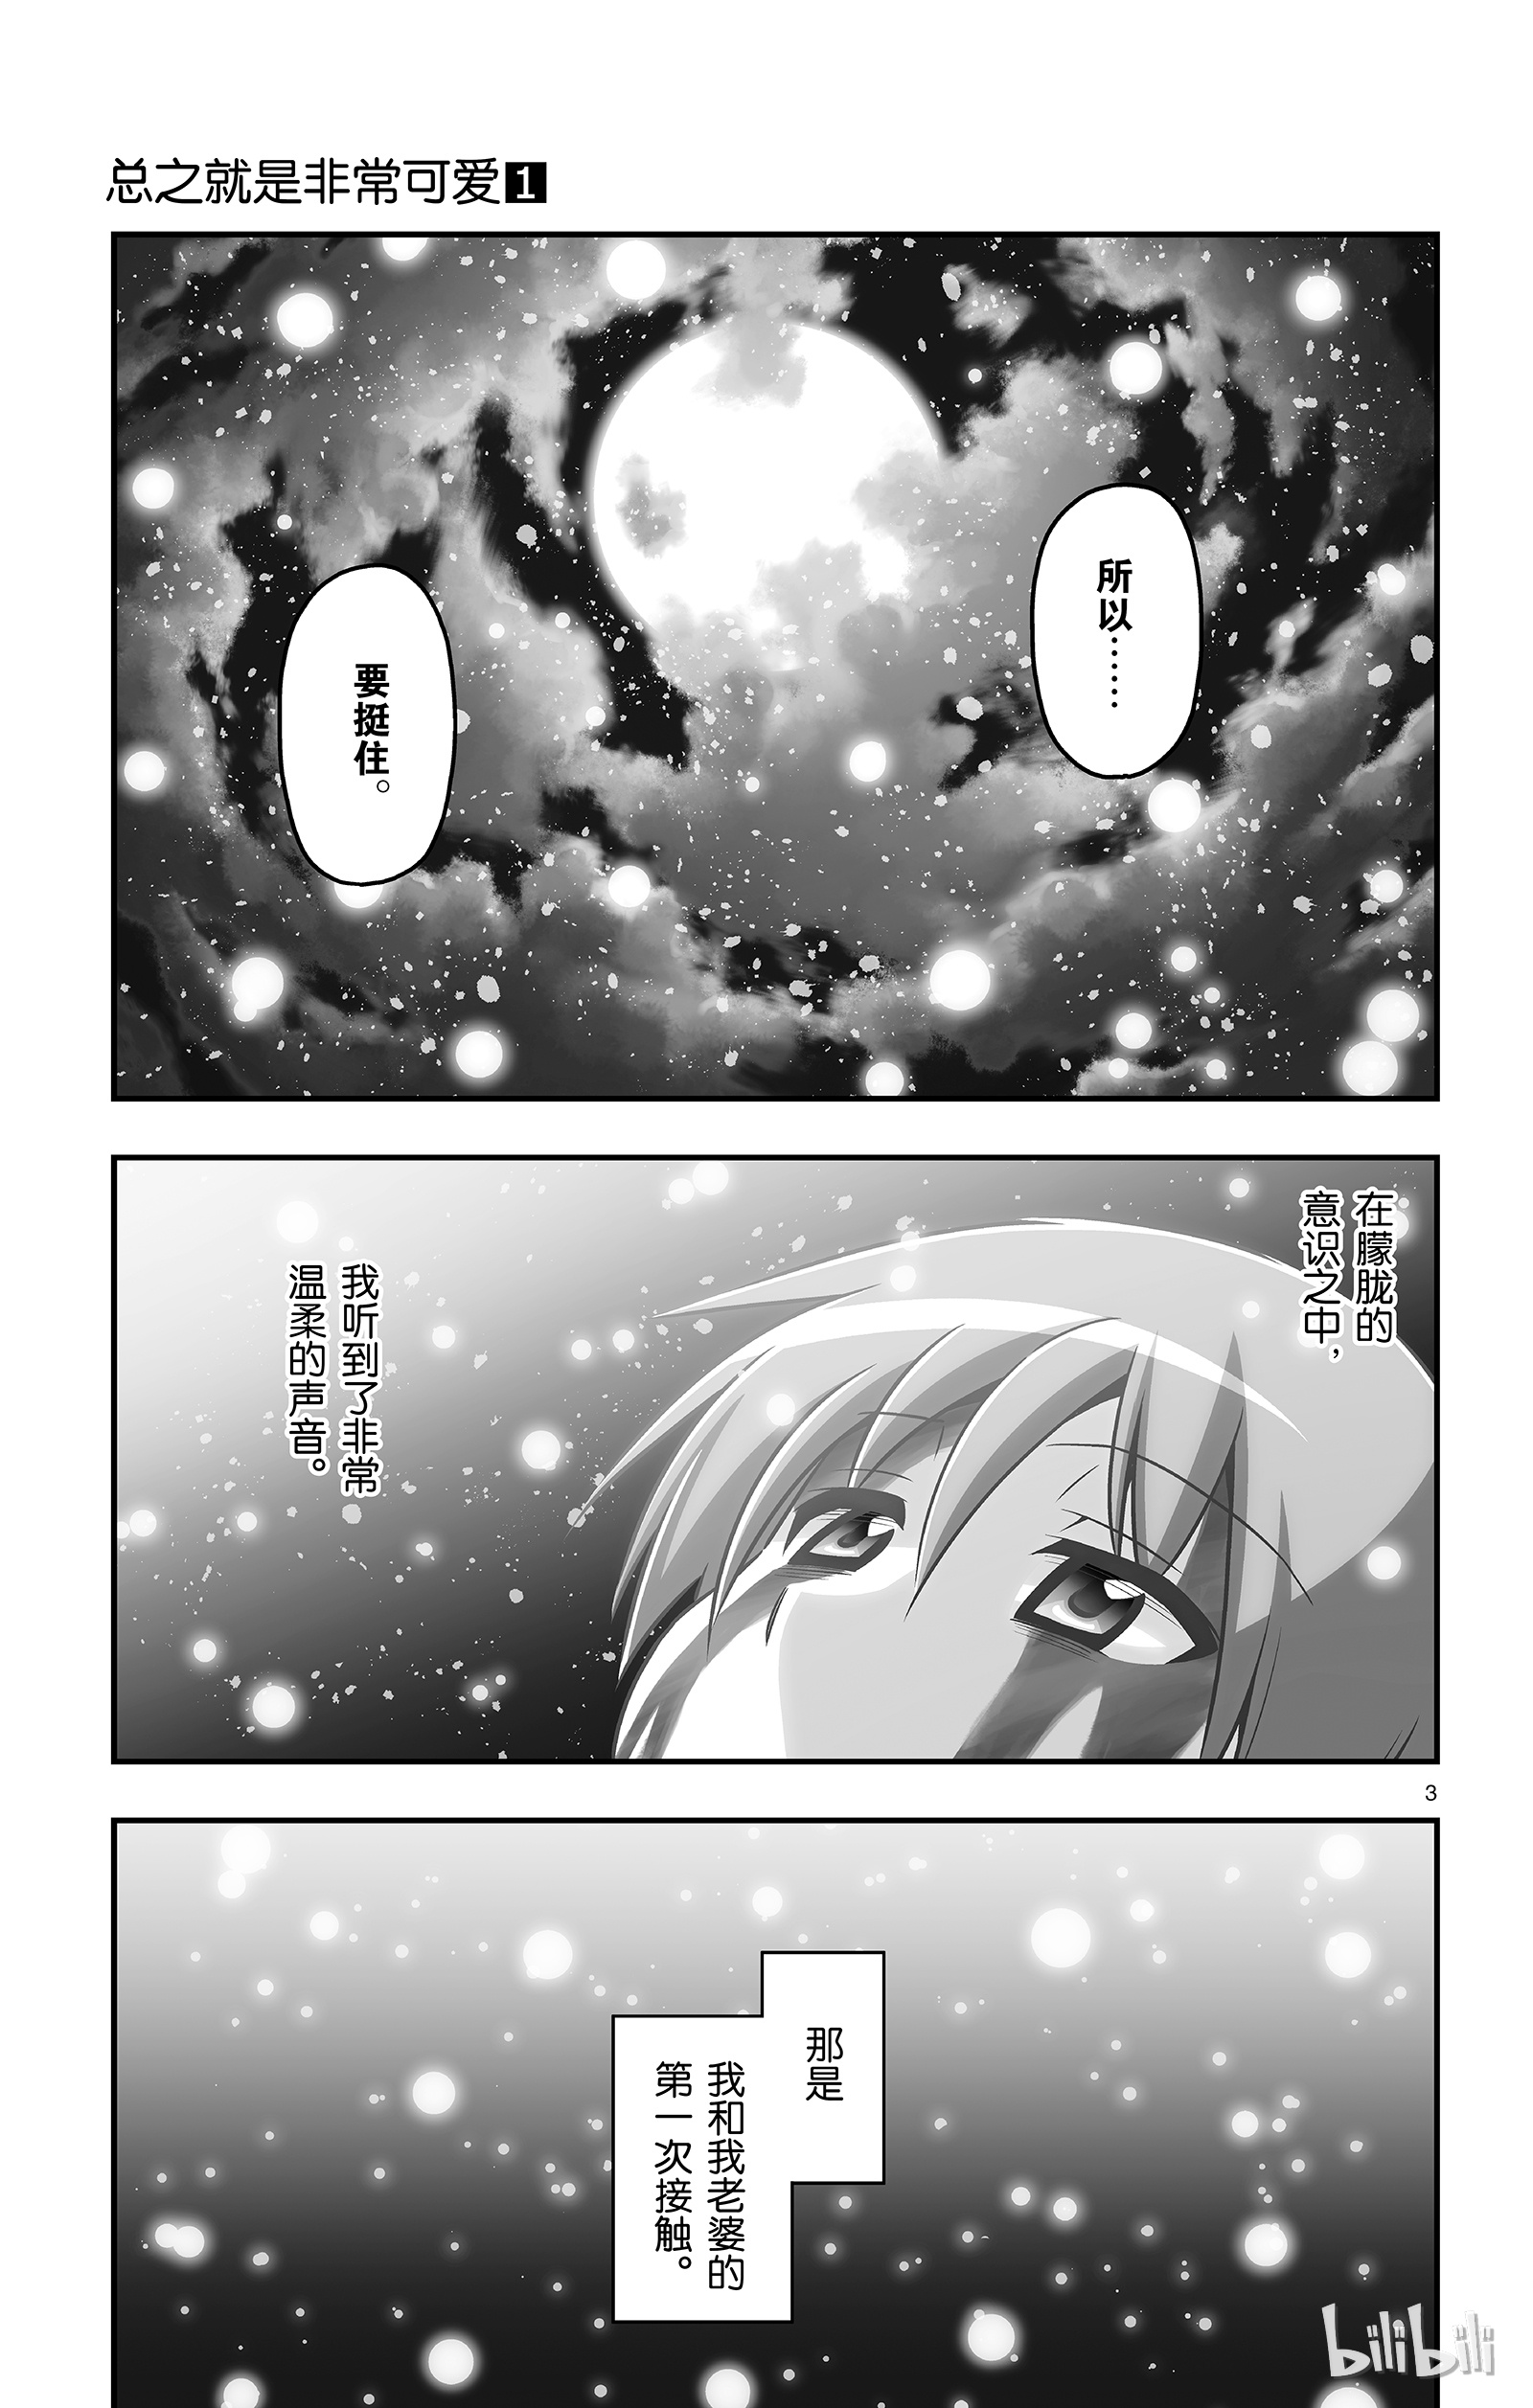 总之就是非常可爱1
所以……
要挺住。
在朦胧的
意识之中，
我听到了非常
温柔的声音。
3
那是
我和我老婆的
第一次接触。
bilibili